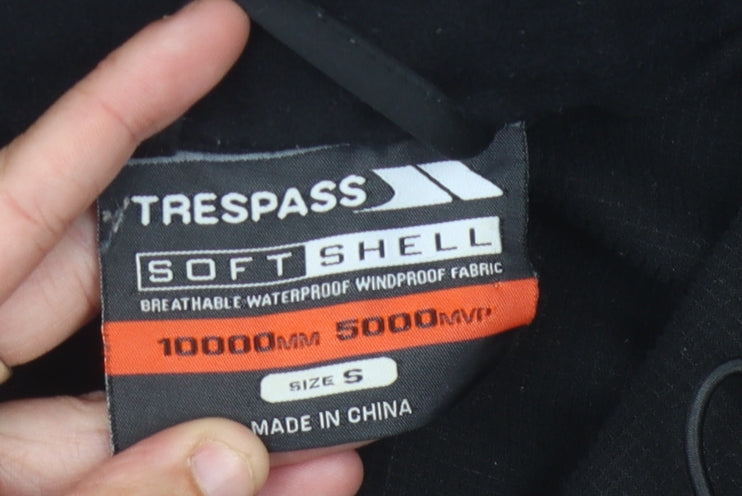 TRESPASS
SOFT SHELL
BREATHABLE WATERPROOF WINDPROOF FABRIC
10000MM 5000MVP
SIZE S
MADE IN CHINA